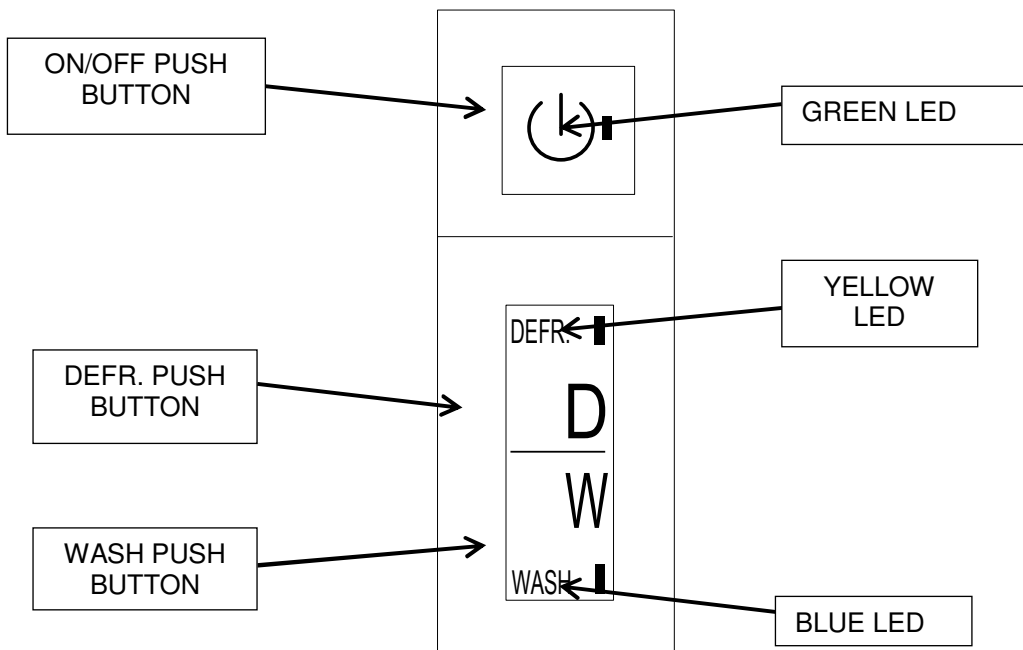 ON/OFF PUSH
BUTTON
GREEN LED
YELLOW
LED
DEFR.
DEFR. PUSH
BUTTON
D
W
WASH PUSH
BUTTON
WASH
BLUE LED